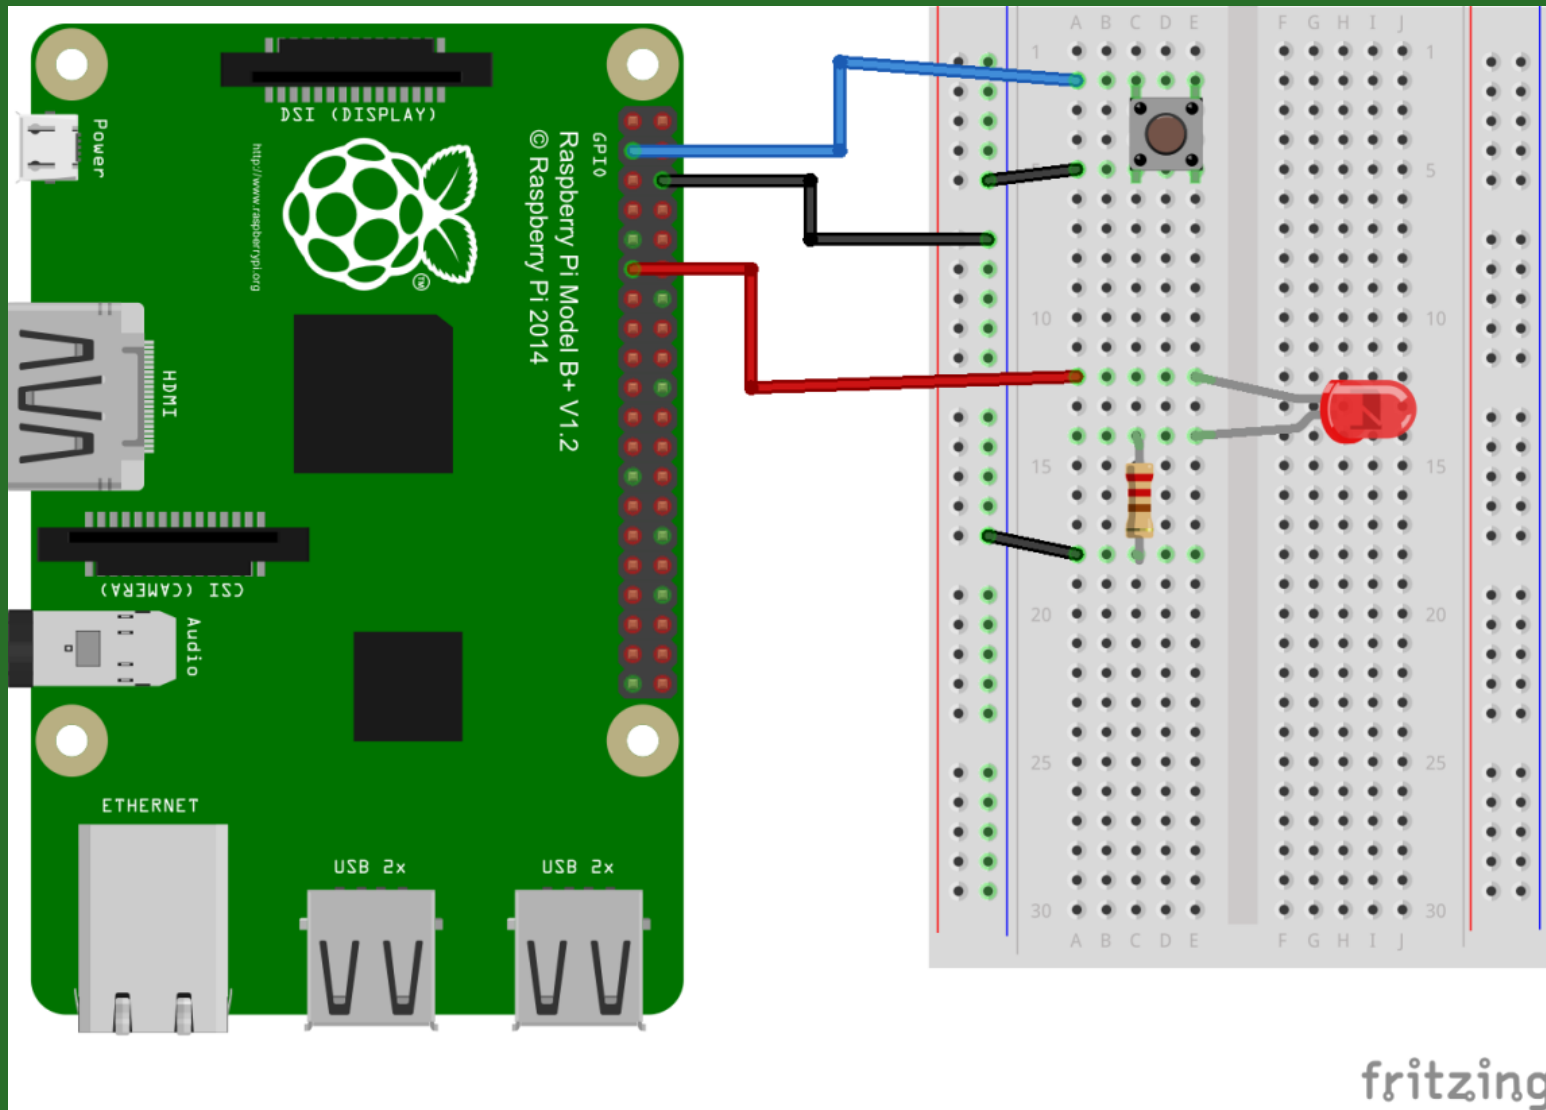 DSI (DISPLAY)
Power
http://www.raspberrypi.org
TM
GPIO
Raspberry Pi Model B+ V1.2
© Raspberry Pi 2014
HDMI
CSI (CAMERA)
Audio
ETHERNET
USB 2x
USB 2x
A B C D E F G H I J
1 1
5 5
10 10
15 15
20 20
25 25
30 30
A B C D E F G H I J
fritzing